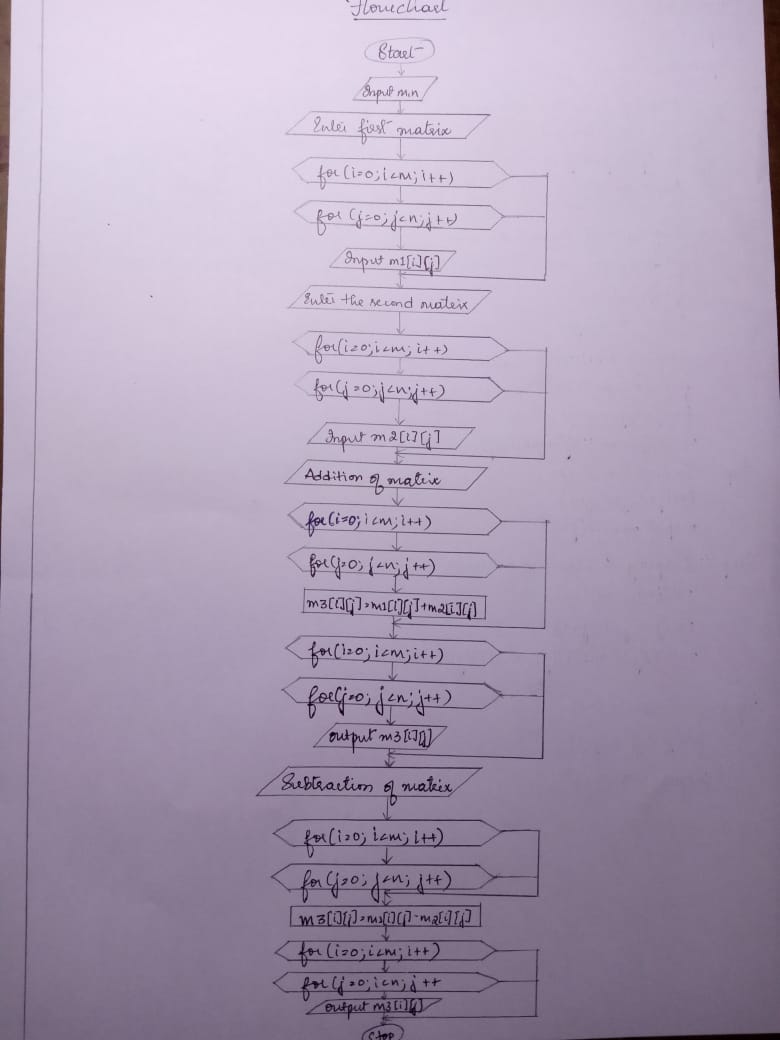 Flowchart
Start
Input m,n
Enter first matrix
for(i=0;i<m;i++)
for(j=0;j<n;j++)
Input m1[i][j]
Enter the second matrix
for(i=0;i<m;i++)
for(j=0;j<n;j++)
Input m2[i][j]
Addition of matrix
for(i=0;i<m;i++)
for(j=0;j<n;j++)
m3[i][j]=m1[i][j]+m2[i][j]
for(i=0;i<m;i++)
for(j=0;j<n;j++)
output m3[i][j]
Subtraction of matrix
for(i=0;i<m;i++)
for(j=0;j<n;j++)
m3[i][j]=m1[i][j]-m2[i][j]
for(i=0;i<m;i++)
for(j=0;i<n;j++
output m3[i][j]
Stop